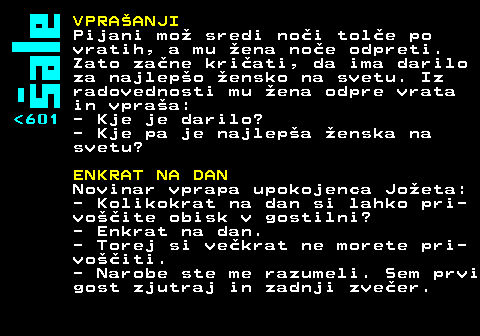 šale
<601
VPRAŠANJI
Pijani mož sredi noči tolče po
vratih, a mu žena noče odpreti.
Zato začne kričati, da ima darilo
za najlepšo žensko na svetu. Iz
radovednosti mu žena odpre vrata
in vpraša:
- Kje je darilo?
- Kje pa je najlepša ženska na
svetu?
ENKRAT NA DAN
Novinar vprapa upokojenca Jožeta:
- Kolikokrat na dan si lahko pri-
voščite obisk v gostilni?
- Enkrat na dan.
- Torej si večkrat ne morete pri-
voščiti.
- Narobe ste me razumeli. Sem prvi
gost zjutraj in zadnji zvečer.